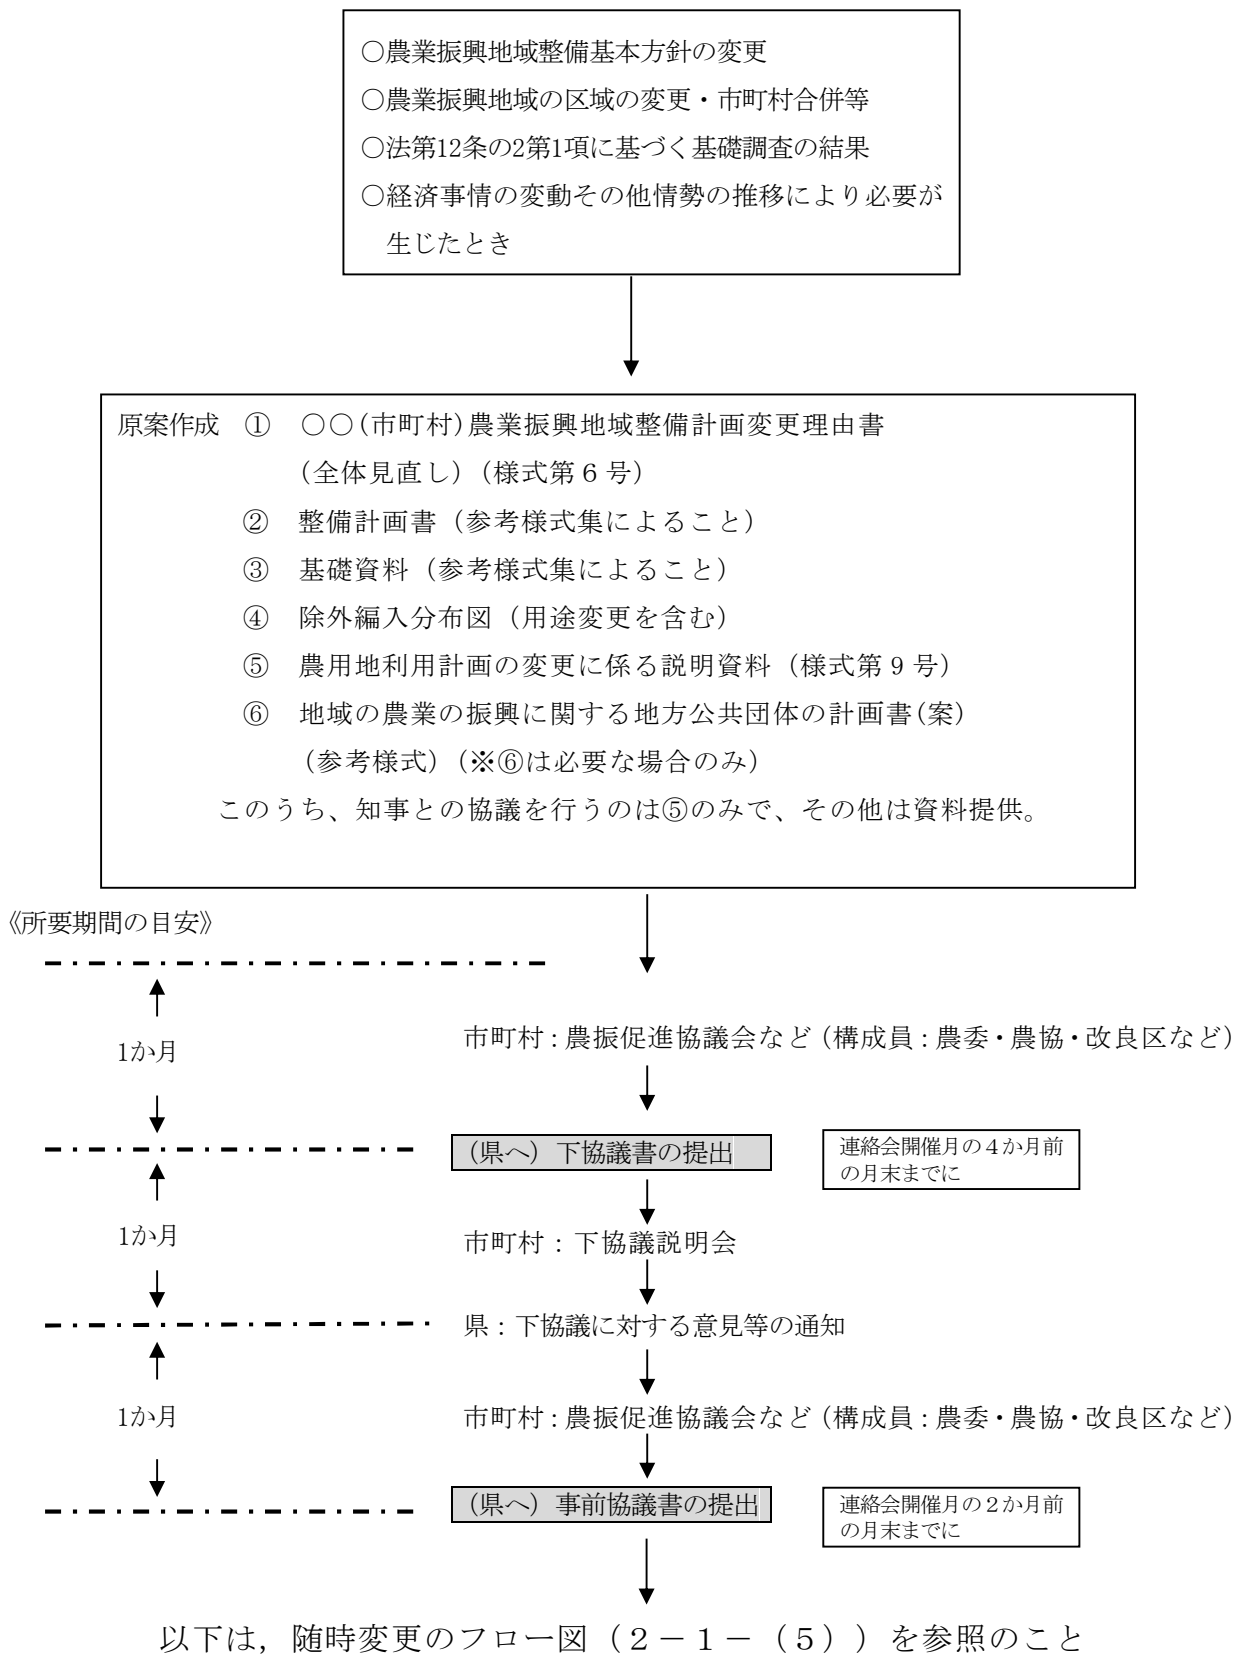 ○農業振興地域整備基本方針の変更
○農業振興地域の区域の変更・市町村合併等
○法第12条の2第1項に基づく基礎調査の結果
○経済事情の変動その他情勢の推移により必要が
生じたとき
原案作成 ① ○○(市町村)農業振興地域整備計画変更理由書
(全体見直し)(様式第6号)
② 整備計画書(参考様式集によること)
③ 基礎資料(参考様式集によること)
④ 除外編入分布図(用途変更を含む)
⑤ 農用地利用計画の変更に係る説明資料(様式第9号)
⑥ 地域の農業の振興に関する地方公共団体の計画書(案)
(参考様式)(※⑥は必要な場合のみ)
このうち、知事との協議を行うのは⑤のみで、その他は資料提供。
《所要期間の目安》
1か月
市町村:農振促進協議会など(構成員:農委・農協・改良区など)
(県へ)下協議書の提出
連絡会開催月の4か月前
の月末までに
1か月
市町村:下協議説明会
県:下協議に対する意見等の通知
1か月
市町村:農振促進協議会など(構成員:農委・農協・改良区など)
(県へ)事前協議書の提出
連絡会開催月の2か月前
の月末までに
以下は,随時変更のフロー図(2-1-(5))を参照のこと